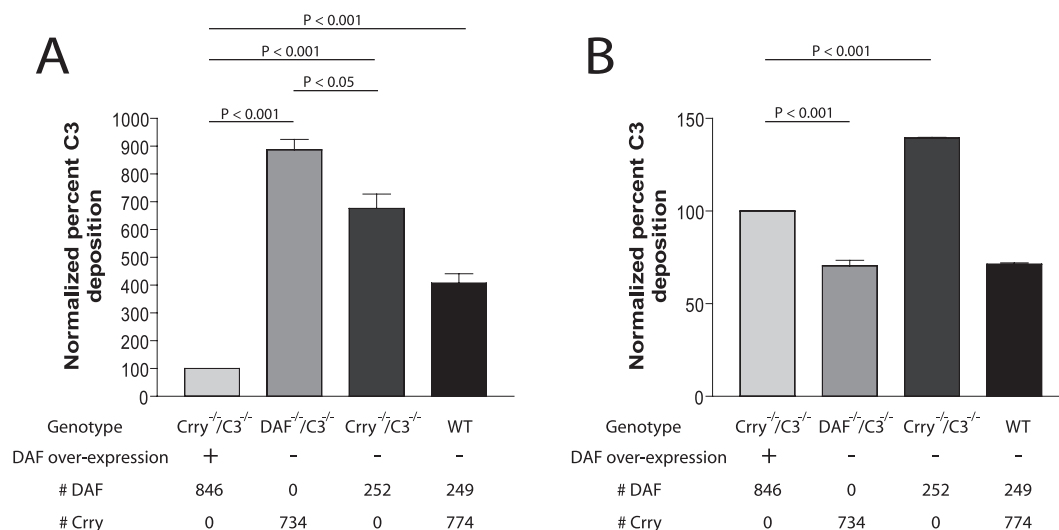 A
P < 0.001
P < 0.001
P < 0.05
P < 0.001
Normalized percent C3
deposition
1000
900
800
700
600
500
400
300
200
100
0
Genotype Crry-/-/C3-/- DAF-/-/C3-/- Crry-/-/C3-/- WT
DAF over-expression + - - -
# DAF 846 0 252 249
# Crry 0 734 0 774
B
P < 0.001
P < 0.001
Normalized percent C3
deposition
150
100
50
0
Genotype Crry-/-/C3-/- DAF-/-/C3-/- Crry-/-/C3-/- WT
DAF over-expression + - - -
# DAF 846 0 252 249
# Crry 0 734 0 774